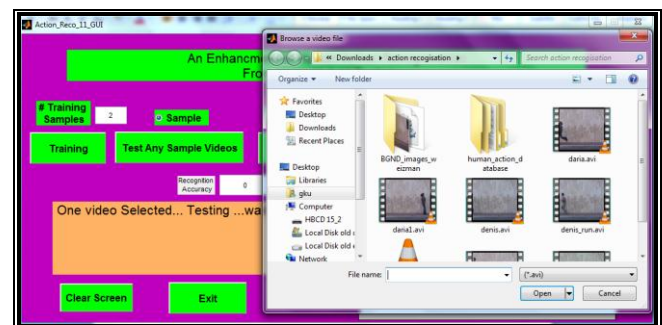 Action_Reco_11_GUI
An Enhancme
Fro
# Training
Samples
2
Sample
Training
Test Any Sample Videos
Recognition
Accuracy
0
One video Selected... Testing ...wa
Clear Screen
Exit
Browse a video file
« Downloads ▸ action recogisation ▸
Search action recogisation
Organize
New folder
Favorites
Desktop
Downloads
Recent Places
Desktop
Libraries
gku
Computer
HBCD 15_2
Local Disk old
Local Disk old
Network
BGND_images_w
eizman
human_action_d
atabase
daria.avi
daria1.avi
denis.avi
denis_run.avi
File name:
(*.avi)
Open
Cancel